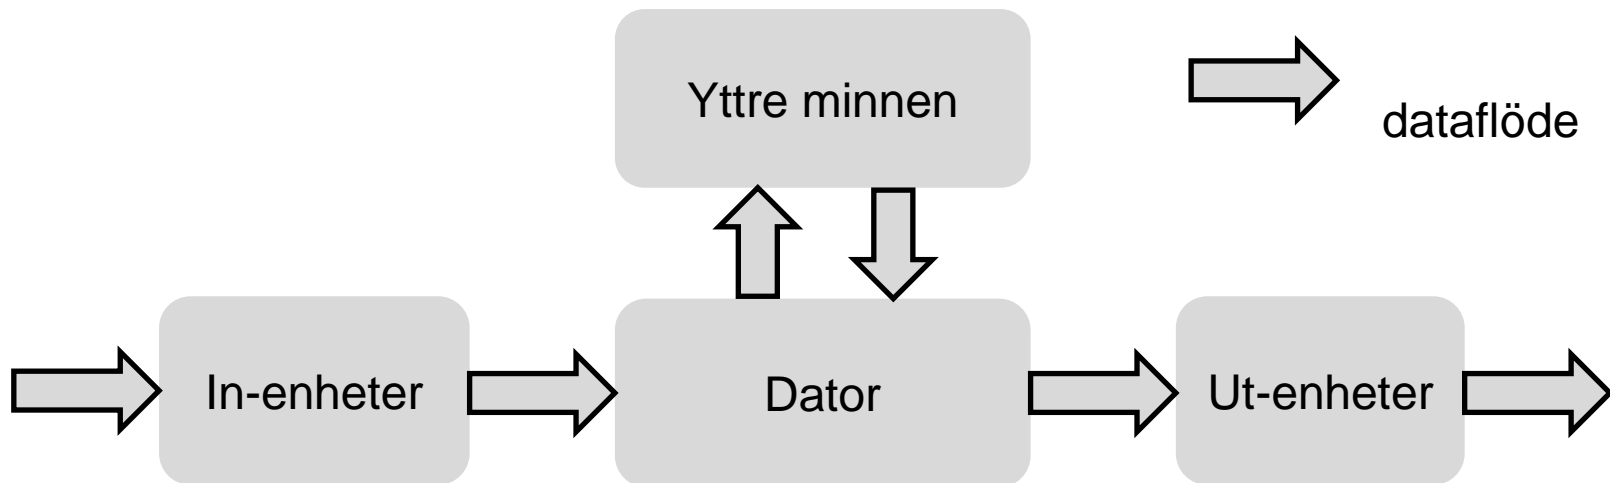 Yttre minnen
dataflöde
In-enheter
Dator
Ut-enheter